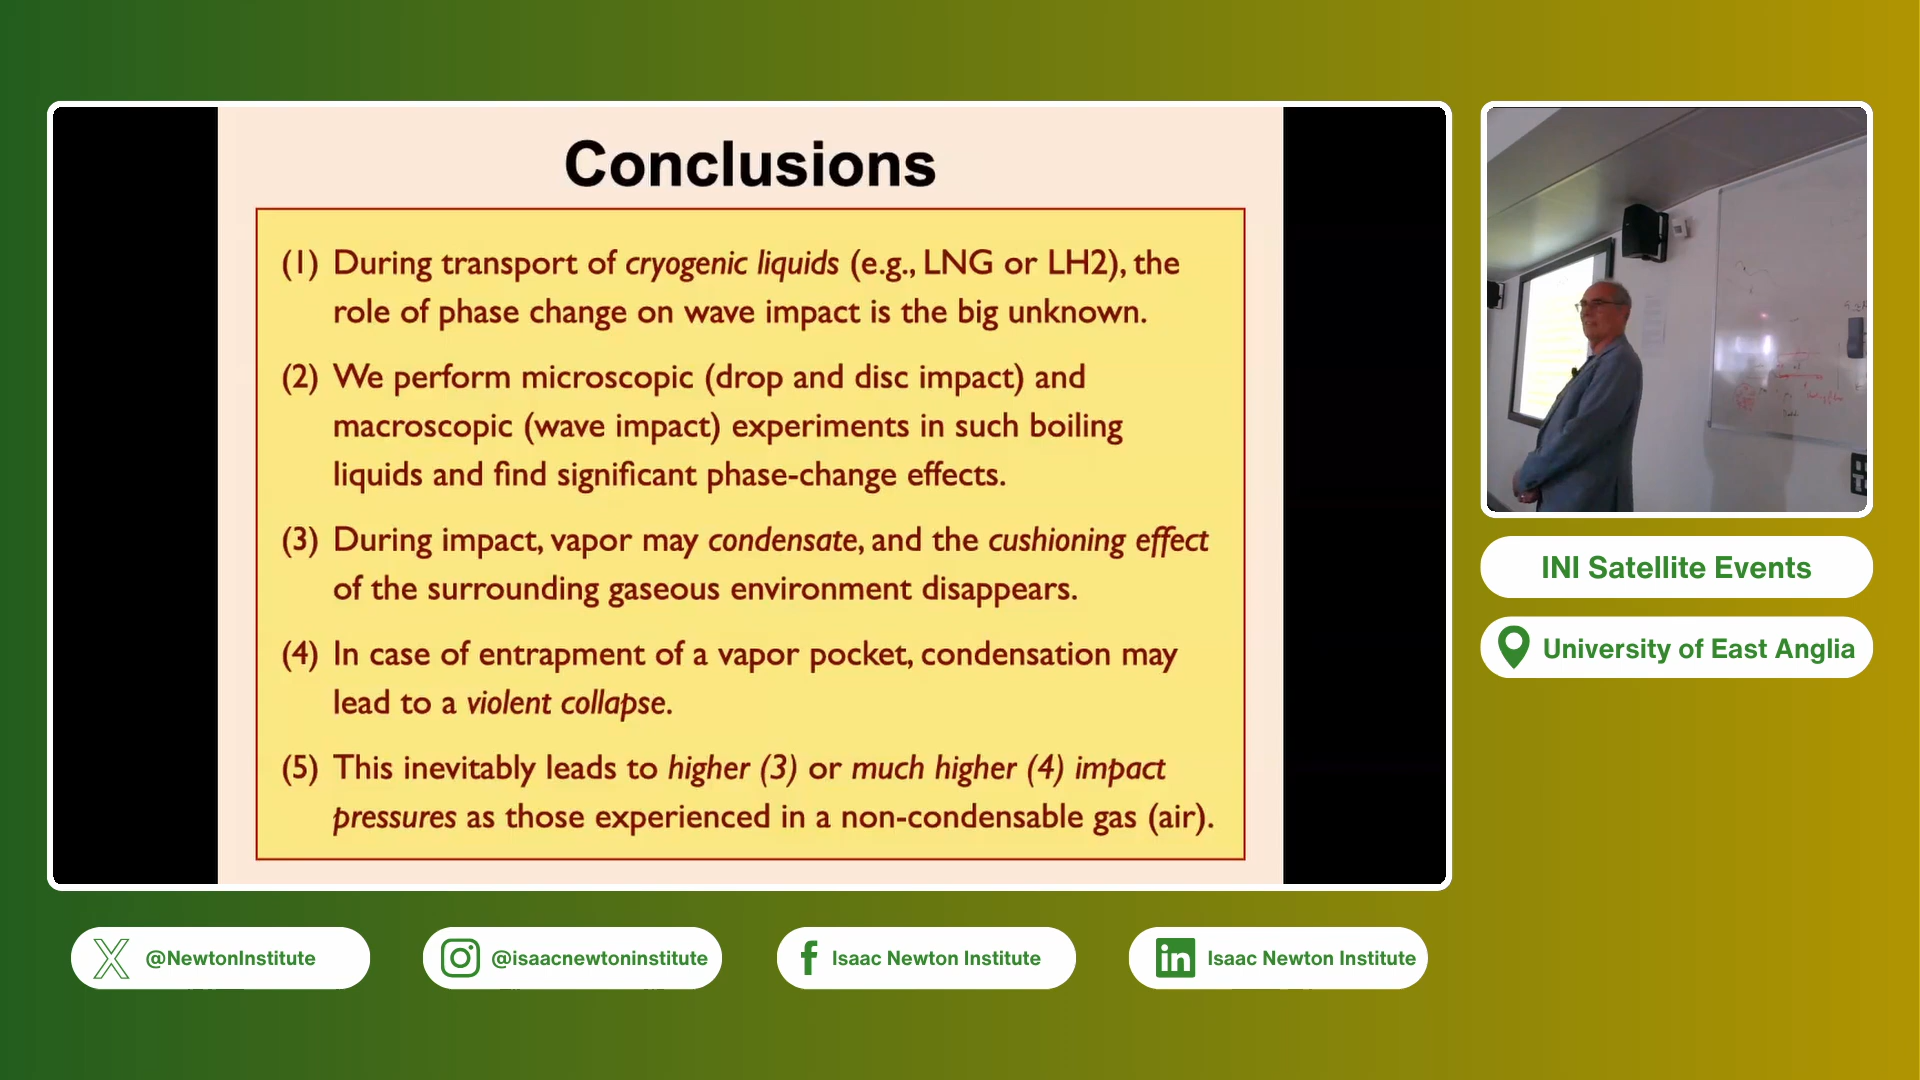 Conclusions
(1) During transport of cryogenic liquids (e.g., LNG or LH2), the
role of phase change on wave impact is the big unknown.
(2) We perform microscopic (drop and disc impact) and
macroscopic (wave impact) experiments in such boiling
liquids and find significant phase-change effects.
(3) During impact, vapor may condensate, and the cushioning effect
of the surrounding gaseous environment disappears.
(4) In case of entrapment of a vapor pocket, condensation may
lead to a violent collapse.
(5) This inevitably leads to higher (3) or much higher (4) impact
pressures as those experienced in a non-condensable gas (air).
INI Satellite Events
University of East Anglia
@NewtonInstitute
@isaacnewtoninstitute
Isaac Newton Institute
Isaac Newton Institute